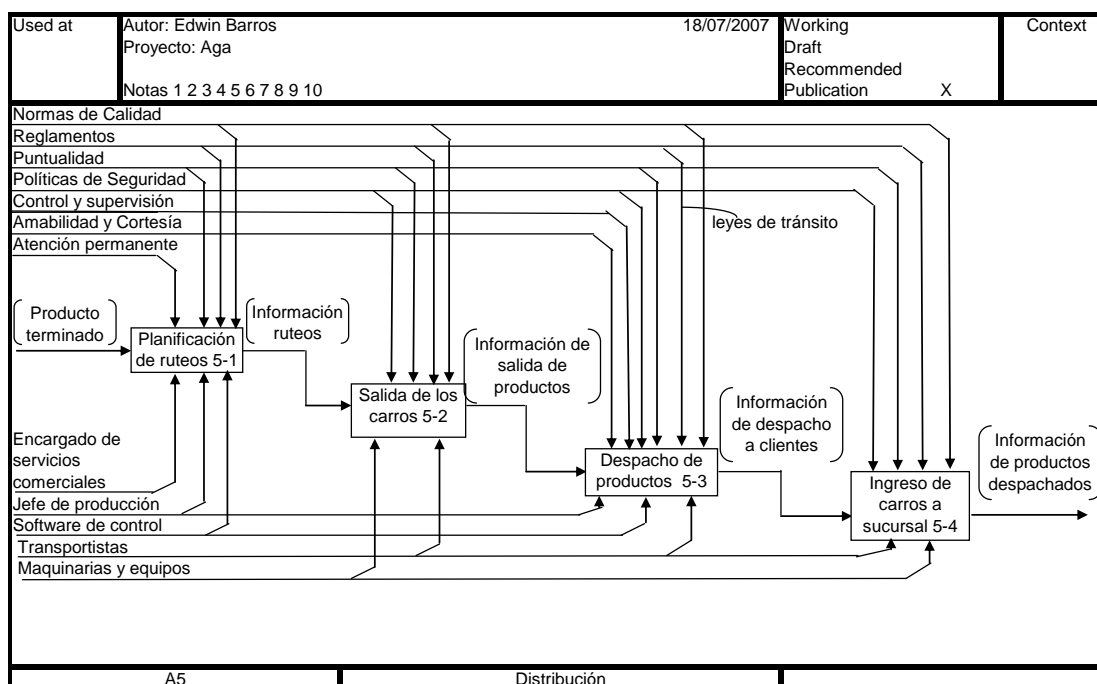 Used at
Autor: Edwin Barros 18/07/2007
Proyecto: Aga
Notas 1 2 3 4 5 6 7 8 9 10
Working
Draft
Recommended
Publication X
Context
Normas de Calidad
Reglamentos
Puntualidad
Políticas de Seguridad
Control y supervisión
Amabilidad y Cortesía
Atención permanente
leyes de tránsito
Producto
terminado
Planificación
de ruteos 5-1
Información
ruteos
Salida de los
carros 5-2
Información de
salida de
productos
Despacho de
productos 5-3
Información
de despacho
a clientes
Ingreso de
carros a
sucursal 5-4
Información
de productos
despachados
Encargado de
servicios
comerciales
Jefe de producción
Software de control
Transportistas
Maquinarias y equipos
A5
Distribución